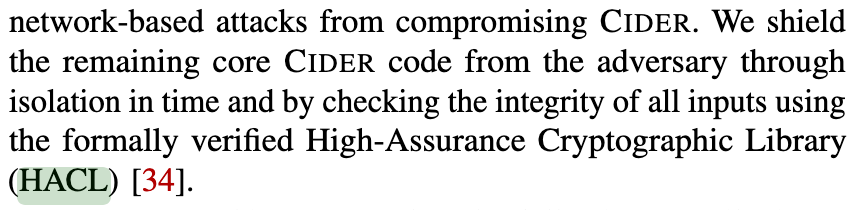 network-based attacks from compromising CIDER. We shield
the remaining core CIDER code from the adversary through
isolation in time and by checking the integrity of all inputs using
the formally verified High-Assurance Cryptographic Library
(HACL) [34].